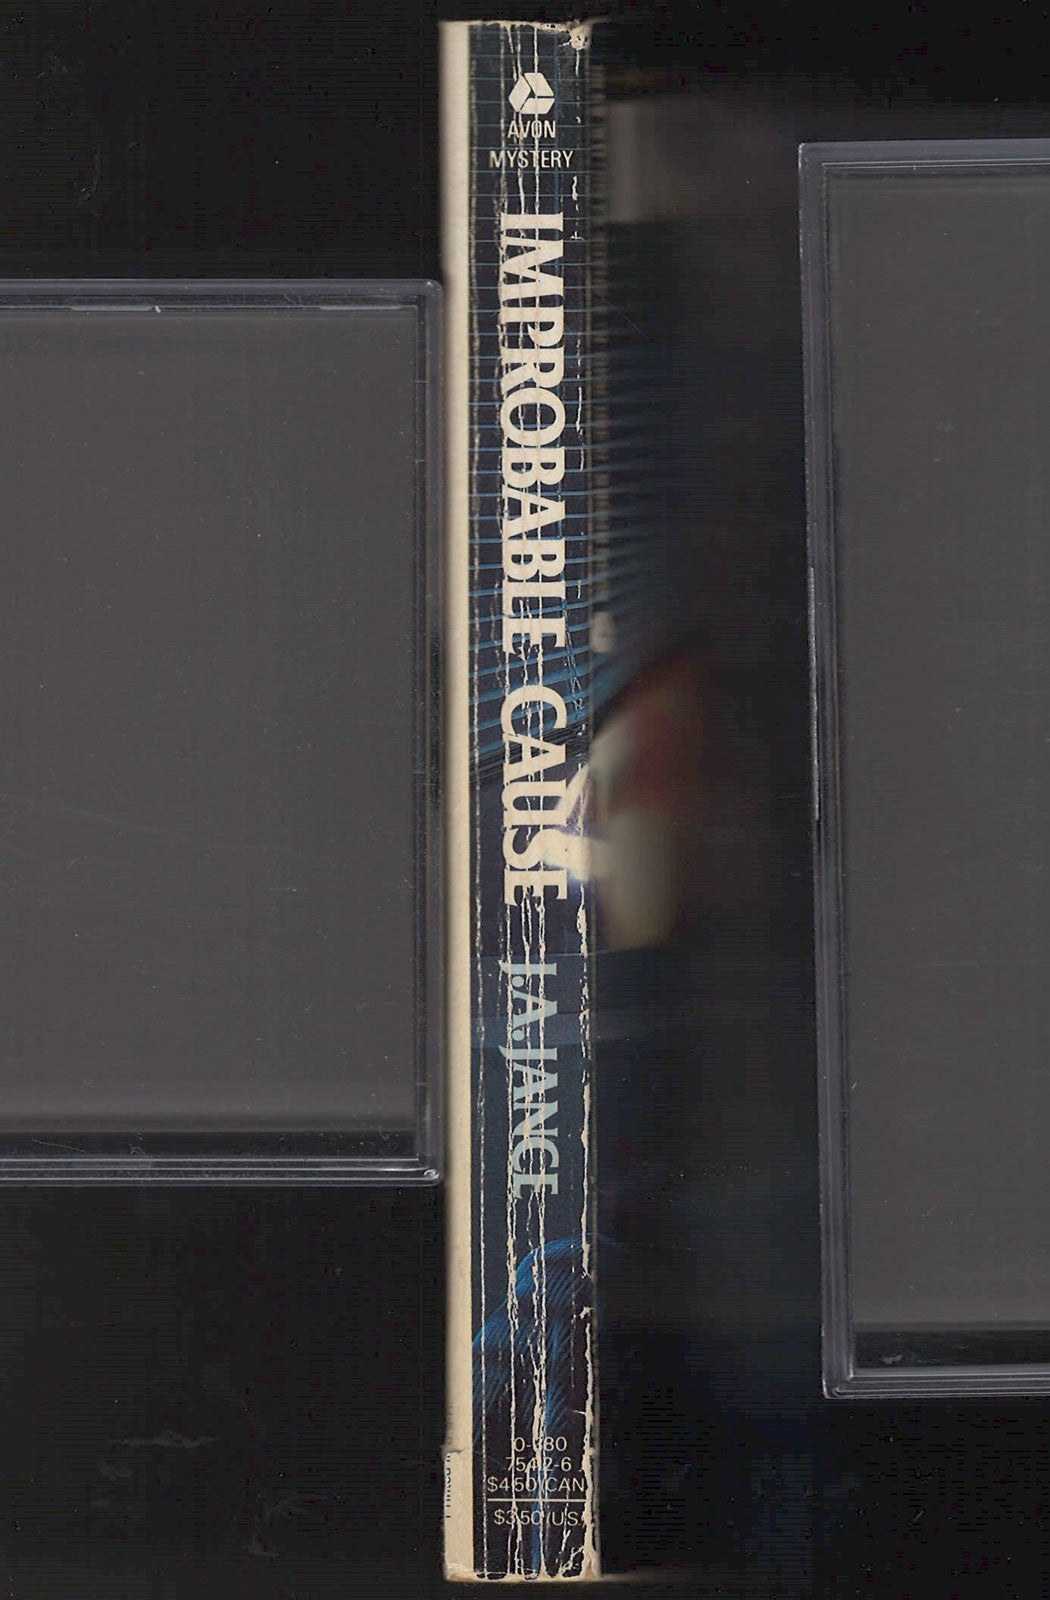 AVON
MYSTERY
IMPROBABLE CAUSE
J.A. JANCE
0-380
75412-6
$4.50/CAN
$3.50/US